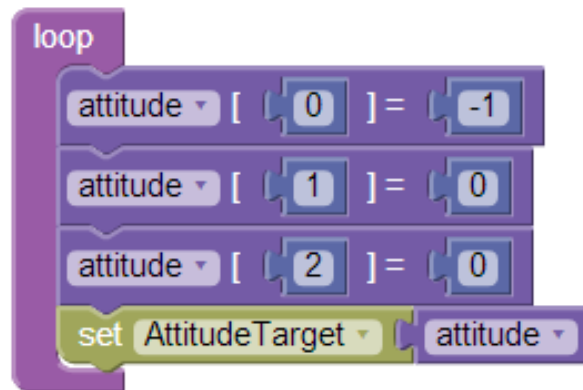 loop
attitude [ 0 ] = -1
attitude [ 1 ] = 0
attitude [ 2 ] = 0
set AttitudeTarget attitude